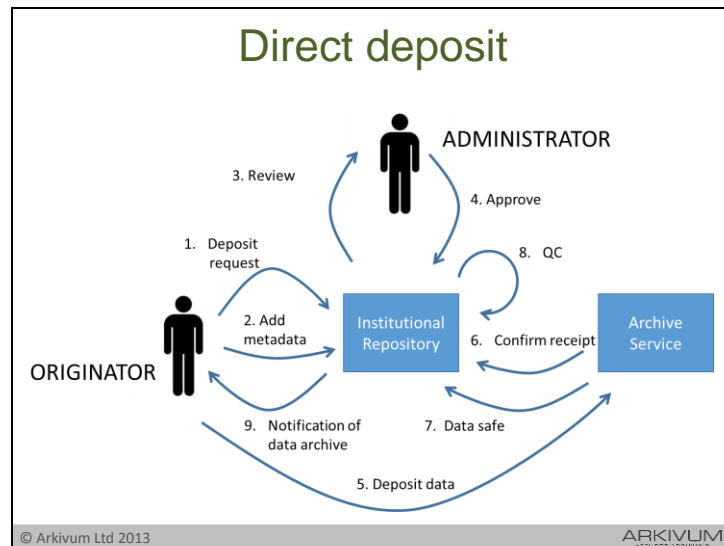 Direct deposit
ADMINISTRATOR
3. Review
4. Approve
1. Deposit
request
8. QC
2. Add
metadata
Institutional
Repository
6. Confirm receipt
Archive
Service
ORIGINATOR
9. Notification of
data archive
7. Data safe
5. Deposit data
© Arkivum Ltd 2013
ARKIVUM